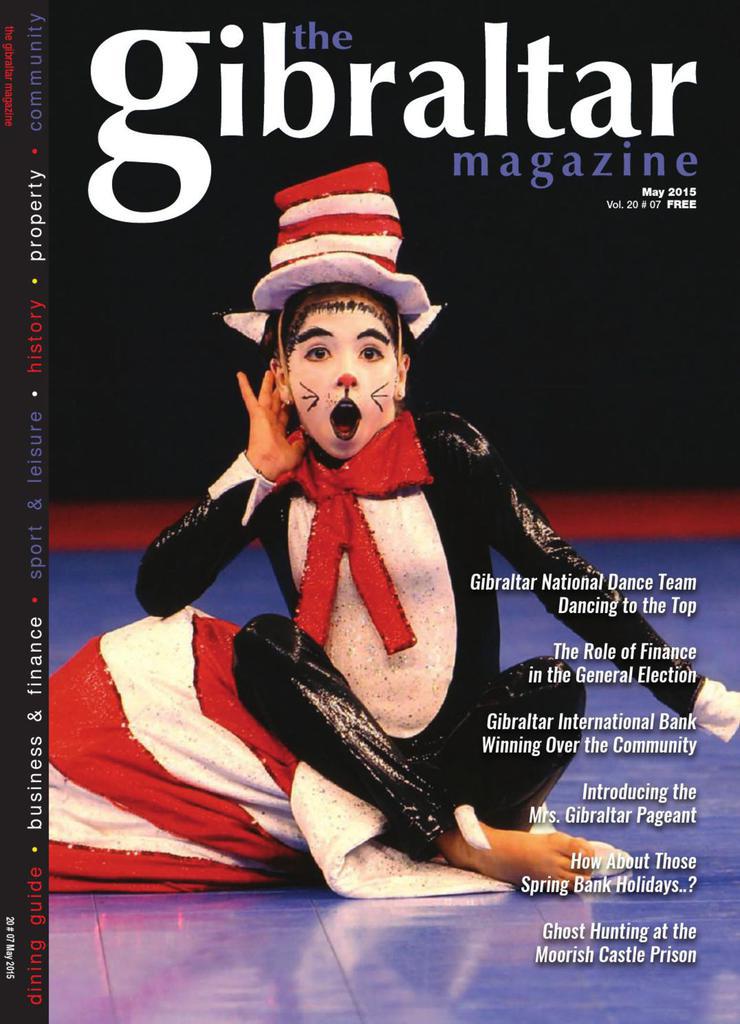 the
gibraltar
magazine
May 2015
Vol. 20 # 07 FREE
the gibraltar magazine
dining guide • business & finance • sport & leisure • history • property • community
20 # 07 May 2015
Gibraltar National Dance Team
Dancing to the Top
The Role of Finance
in the General Election
Gibraltar International Bank
Winning Over the Community
Introducing the
Mrs. Gibraltar Pageant
How About Those
Spring Bank Holidays..?
Ghost Hunting at the
Moorish Castle Prison